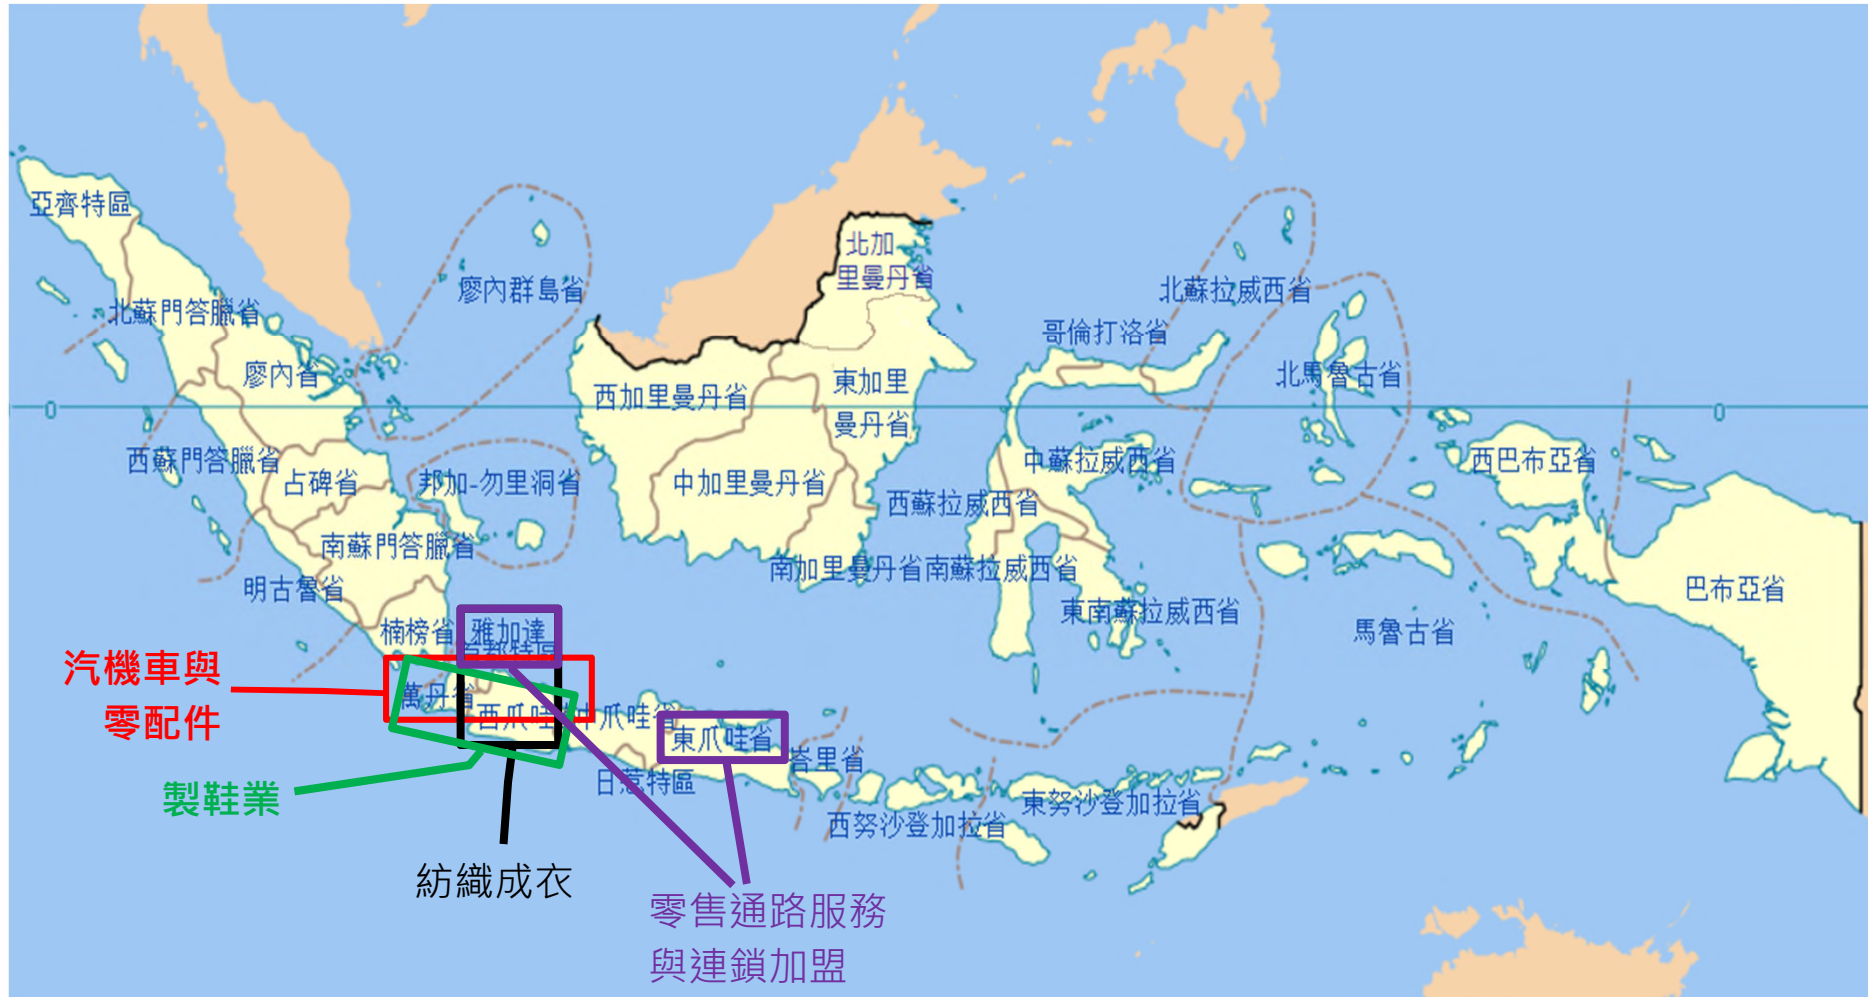 亞齊特區
北加
里曼丹省
廖內群島省
北蘇拉威西省
北蘇門答臘省
哥倫打洛省
廖內省
西加里曼丹省
東加里
曼丹省
北馬魯古省
0
0
西蘇門答臘省
占碑省
邦加-勿里洞省
中加里曼丹省
中蘇拉威西省
西巴布亞省
西蘇拉威西省
南蘇門答臘省
南加里曼丹省
南蘇拉威西省
明古魯省
巴布亞省
東南蘇拉威西省
馬魯古省
楠榜省
雅加達
首都特區
汽機車與
零配件
萬丹省
西爪哇
中爪哇省
東爪哇省
峇里省
日惹特區
製鞋業
東努沙登加拉省
西努沙登加拉省
紡織成衣
零售通路服務
與連鎖加盟